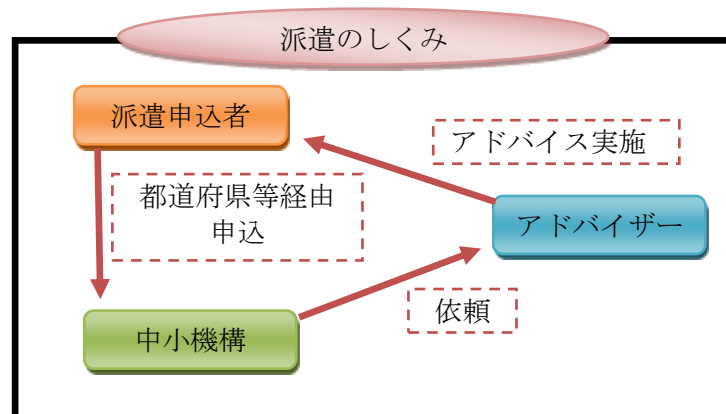 派遣のしくみ
派遣申込者
アドバイス実施
都道府県等経由
申込
アドバイザー
依頼
中小機構